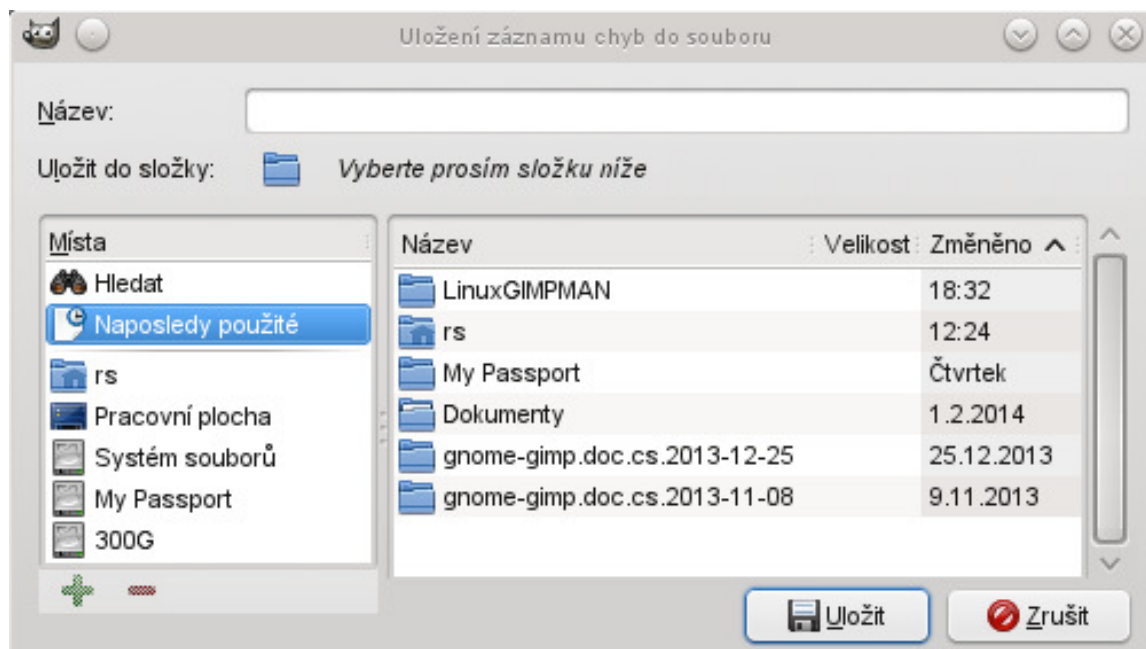 Uložení záznamu chyb do souboru
Název:
Uložit do složky: Vyberte prosím složku níže
Místa
Hledat
Naposledy použité
rs
Pracovní plocha
Systém souborů
My Passport
300G
Název Velikost Změněno
LinuxGIMPMAN 18:32
rs 12:24
My Passport Čtvrtek
Dokumenty 1.2.2014
gnome-gimp.doc.cs.2013-12-25 25.12.2013
gnome-gimp.doc.cs.2013-11-08 9.11.2013
Uložit Zrušit